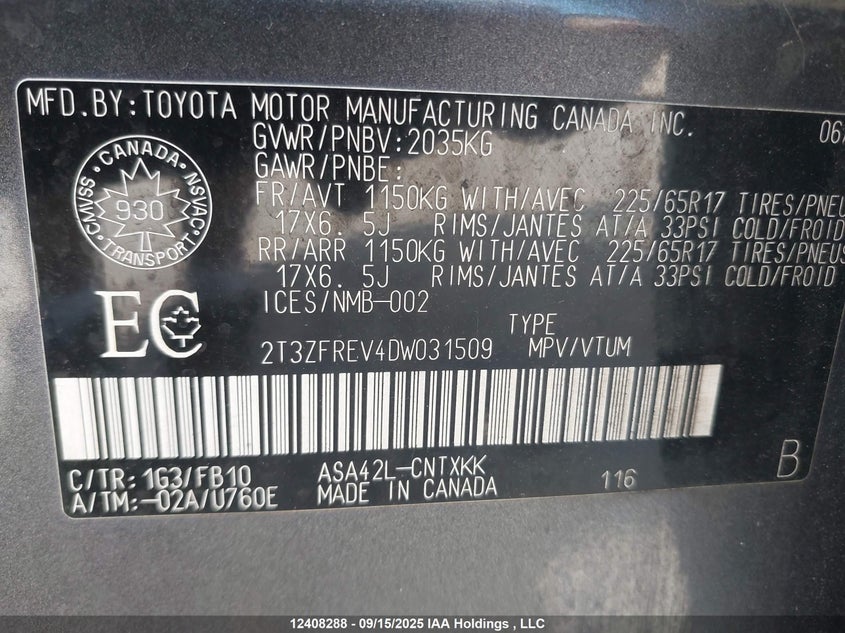 MFD.BY:TOYOTA MOTOR MANUFACTURING CANADA INC. 06/
GVWR/PNBV:2035KG
GAWR/PNBE:
FR/AVT 1150KG WITH/AVEC 225/65R17 TIRES/PNEU
17X6.5J RIMS/JANTES AT/A 33PSI COLD/FROID
RR/ARR 1150KG WITH/AVEC 225/65R17 TIRES/PNEUS
17X6.5J RIMS/JANTES AT/A 33PSI COLD/FROID
CANADA
CMVSS 930 NSVAC
TRANSPORT
ICES/NMB-002
EC
TYPE
2T3ZFREV4DW031509 MPV/VTUM
C/TR:1G3/FB10 ASA42L-CNTXKK 116 B
A/TM:-02A/U760E MADE IN CANADA
12408288 - 09/15/2025 IAA Holdings , LLC